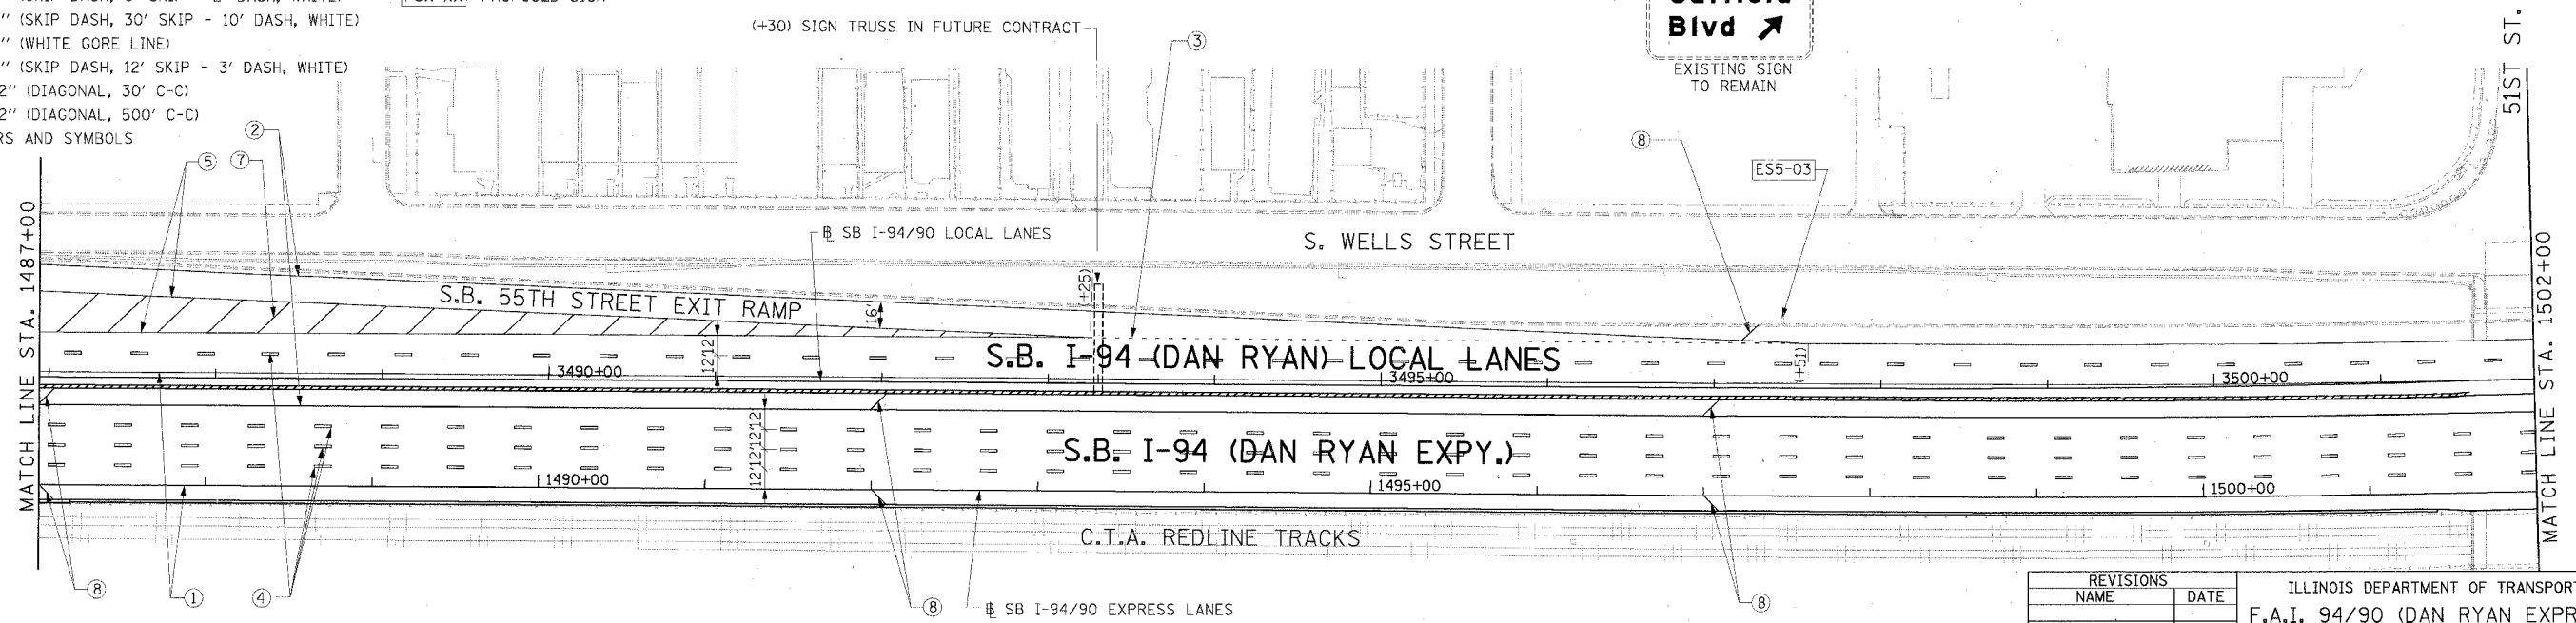 " (SKIP DASH, 30' SKIP - 10' DASH, WHITE)
" (WHITE GORE LINE)
" (SKIP DASH, 12' SKIP - 3' DASH, WHITE)
2" (DIAGONAL, 30' C-C)
2" (DIAGONAL, 500' C-C)
RS AND SYMBOLS
(+30) SIGN TRUSS IN FUTURE CONTRACT
3
Blvd ↗
EXISTING SIGN
TO REMAIN
51ST ST.
2
5
7
8
ES5-03
MATCH LINE STA. 1487+00
₧ SB I-94/90 LOCAL LANES
S. WELLS STREET
(+25)
S.B. 55TH STREET EXIT RAMP
16'
12'12'
S.B. I-94 (DAN RYAN) LOCAL LANES
3490+00
3495+00
(+51)
3500+00
12'12'12'12'
S.B. I-94 (DAN RYAN EXPY.)
1490+00
1495+00
1500+00
MATCH LINE STA. 1502+00
C.T.A. REDLINE TRACKS
8
1
4
8
SB I-94/90 EXPRESS LANES
8
REVISIONS
NAME
DATE
ILLINOIS DEPARTMENT OF TRANSPORT
F.A.I. 94/90 (DAN RYAN EXPR